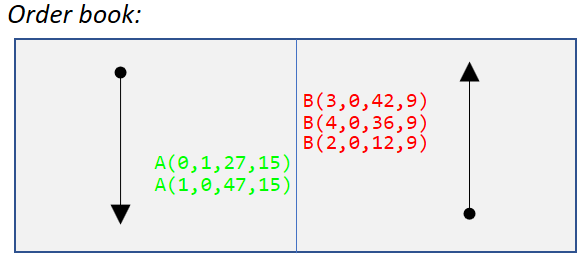 Order book:
B(3,0,42,9)
B(4,0,36,9)
B(2,0,12,9)
A(0,1,27,15)
A(1,0,47,15)